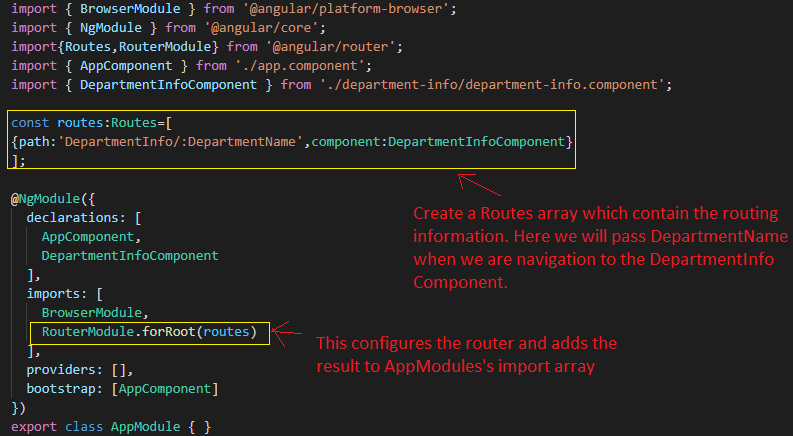 import { BrowserModule } from '@angular/platform-browser';
import { NgModule } from '@angular/core';
import{Routes,RouterModule} from '@angular/router';
import { AppComponent } from './app.component';
import { DepartmentInfoComponent } from './department-info/department-info.component';
const routes:Routes=[
{path:'DepartmentInfo/:DepartmentName',component:DepartmentInfoComponent}
];
Create a Routes array which contain the routing
information. Here we will pass DepartmentName
when we are navigation to the DepartmentInfo
Component.
@NgModule({
declarations: [
AppComponent,
DepartmentInfoComponent
],
imports: [
BrowserModule,
RouterModule.forRoot(routes)
],
This configures the router and adds the
result to AppModules's import array
providers: [],
bootstrap: [AppComponent]
})
export class AppModule { }